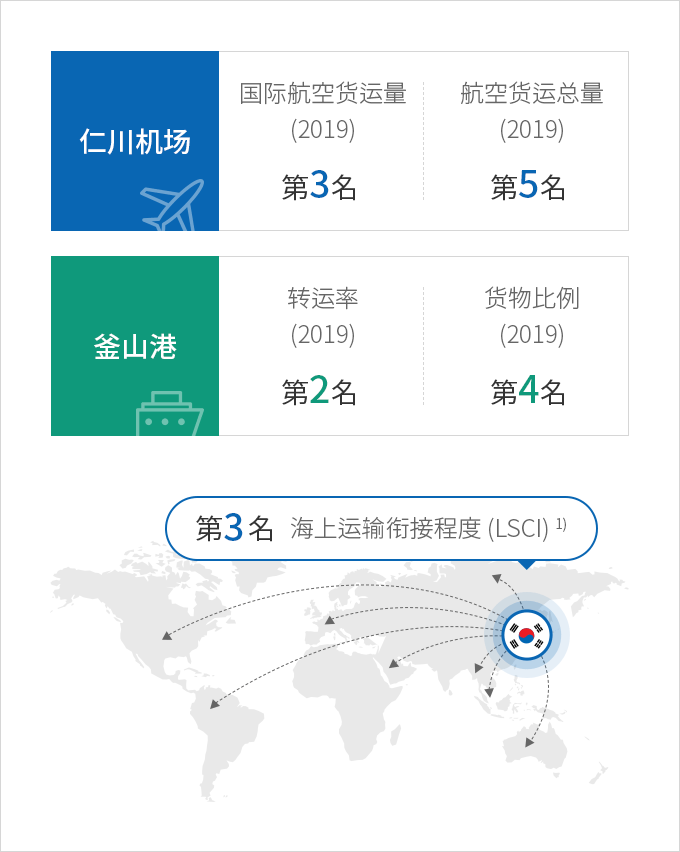 仁川机场
国际航空货运量
(2019)
第3名
航空货运总量
(2019)
第5名
釜山港
转运率
(2019)
第2名
货物比例
(2019)
第4名
第3名 海上运输衔接程度 (LSCI) 1)